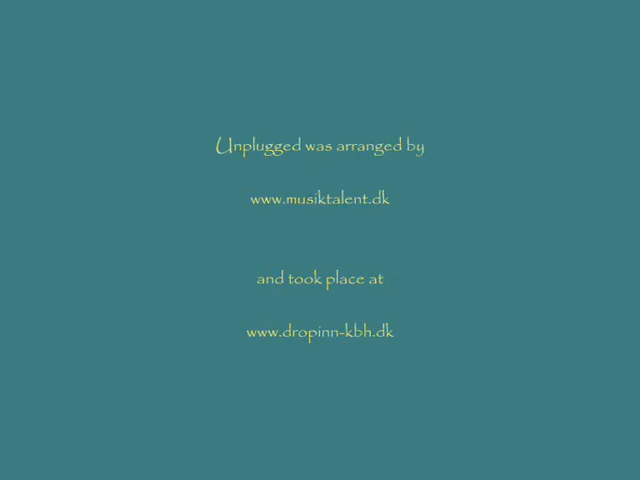 Unplugged was arranged by
www.musiktalent.dk
and took place at
www.dropinn-kbh.dk